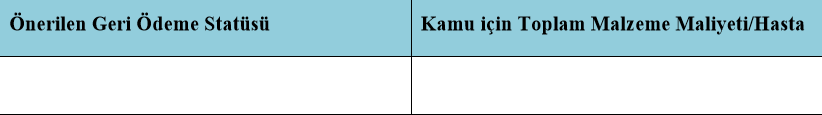 Önerilen Geri Ödeme Statüsü
Kamu için Toplam Malzeme Maliyeti/Hasta